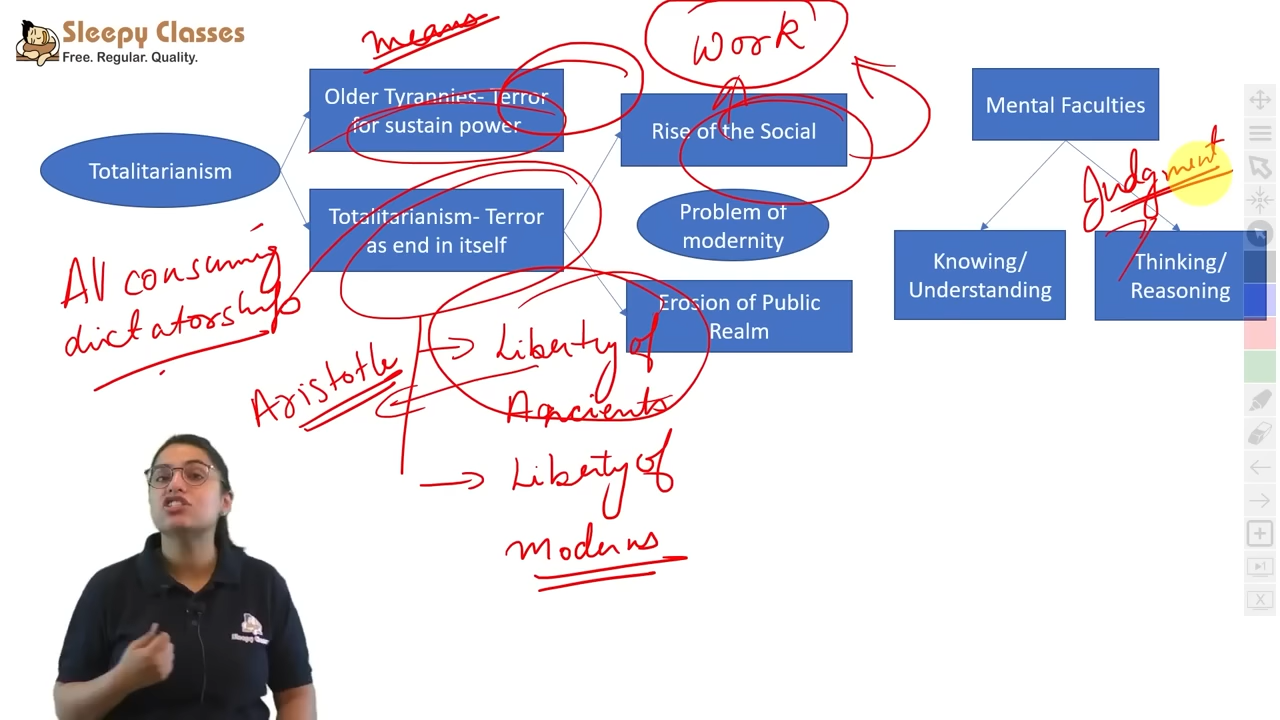 Sleepy Classes
Free. Regular. Quality.
means
Work
Older Tyrannies- Terror
for sustain power
Rise of the Social
Mental Faculties
Totalitarianism
Judgment
Totalitarianism- Terror
as end in itself
Problem of
modernity
Knowing/
Understanding
Thinking/
Reasoning
All consuming
dictatorship
Erosion of Public
Realm
Aristotle
Liberty of
Ancients
Liberty of
Moderns
Sleepy Classes